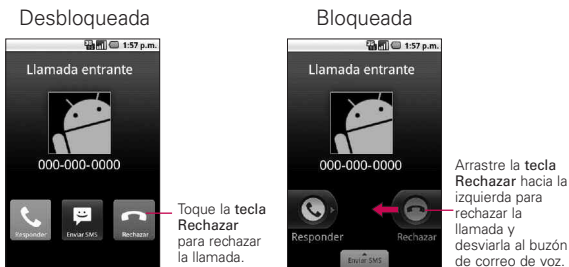 Desbloqueada
1:57 p.m.
Llamada entrante
000-000-0000
Responder
Enviar SMS
Rechazar
Toque la tecla
Rechazar
para rechazar
la llamada.
Bloqueada
1:57 p.m.
Llamada entrante
000-000-0000
Responder
Rechazar
Enviar SMS
Arrastre la tecla
Rechazar hacia la
izquierda para
rechazar la
llamada y
desviarla al buzón
de correo de voz.